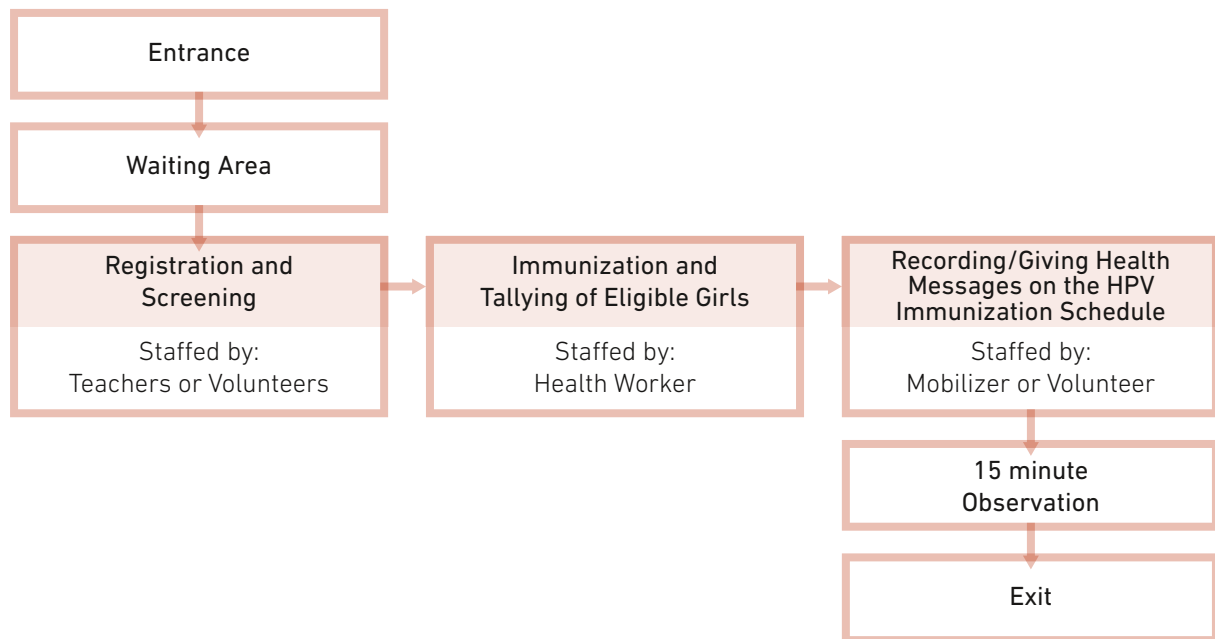 Entrance
Waiting Area
Registration and
Screening
Staffed by:
Teachers or Volunteers
Immunization and
Tallying of Eligible Girls
Staffed by:
Health Worker
Recording/Giving Health
Messages on the HPV
Immunization Schedule
Staffed by:
Mobilizer or Volunteer
15 minute
Observation
Exit